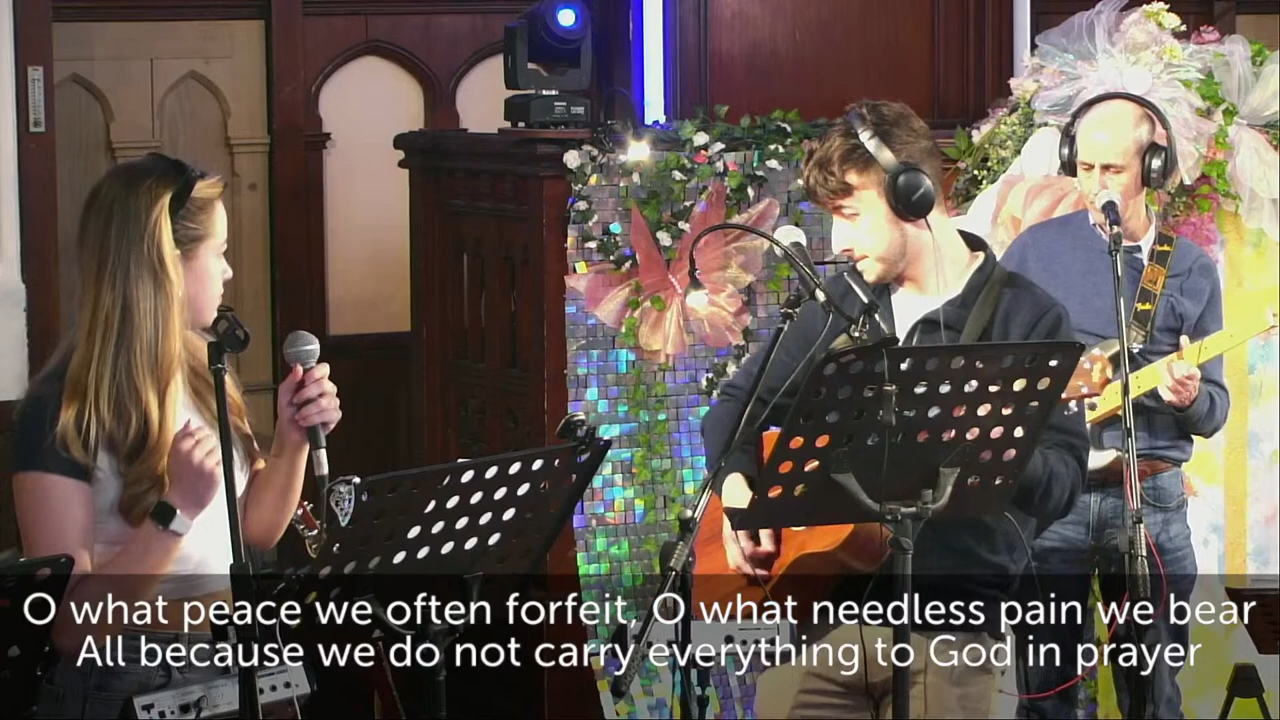 O what peace we often forfeit, O what needless pain we bear
All because we do not carry everything to God in prayer